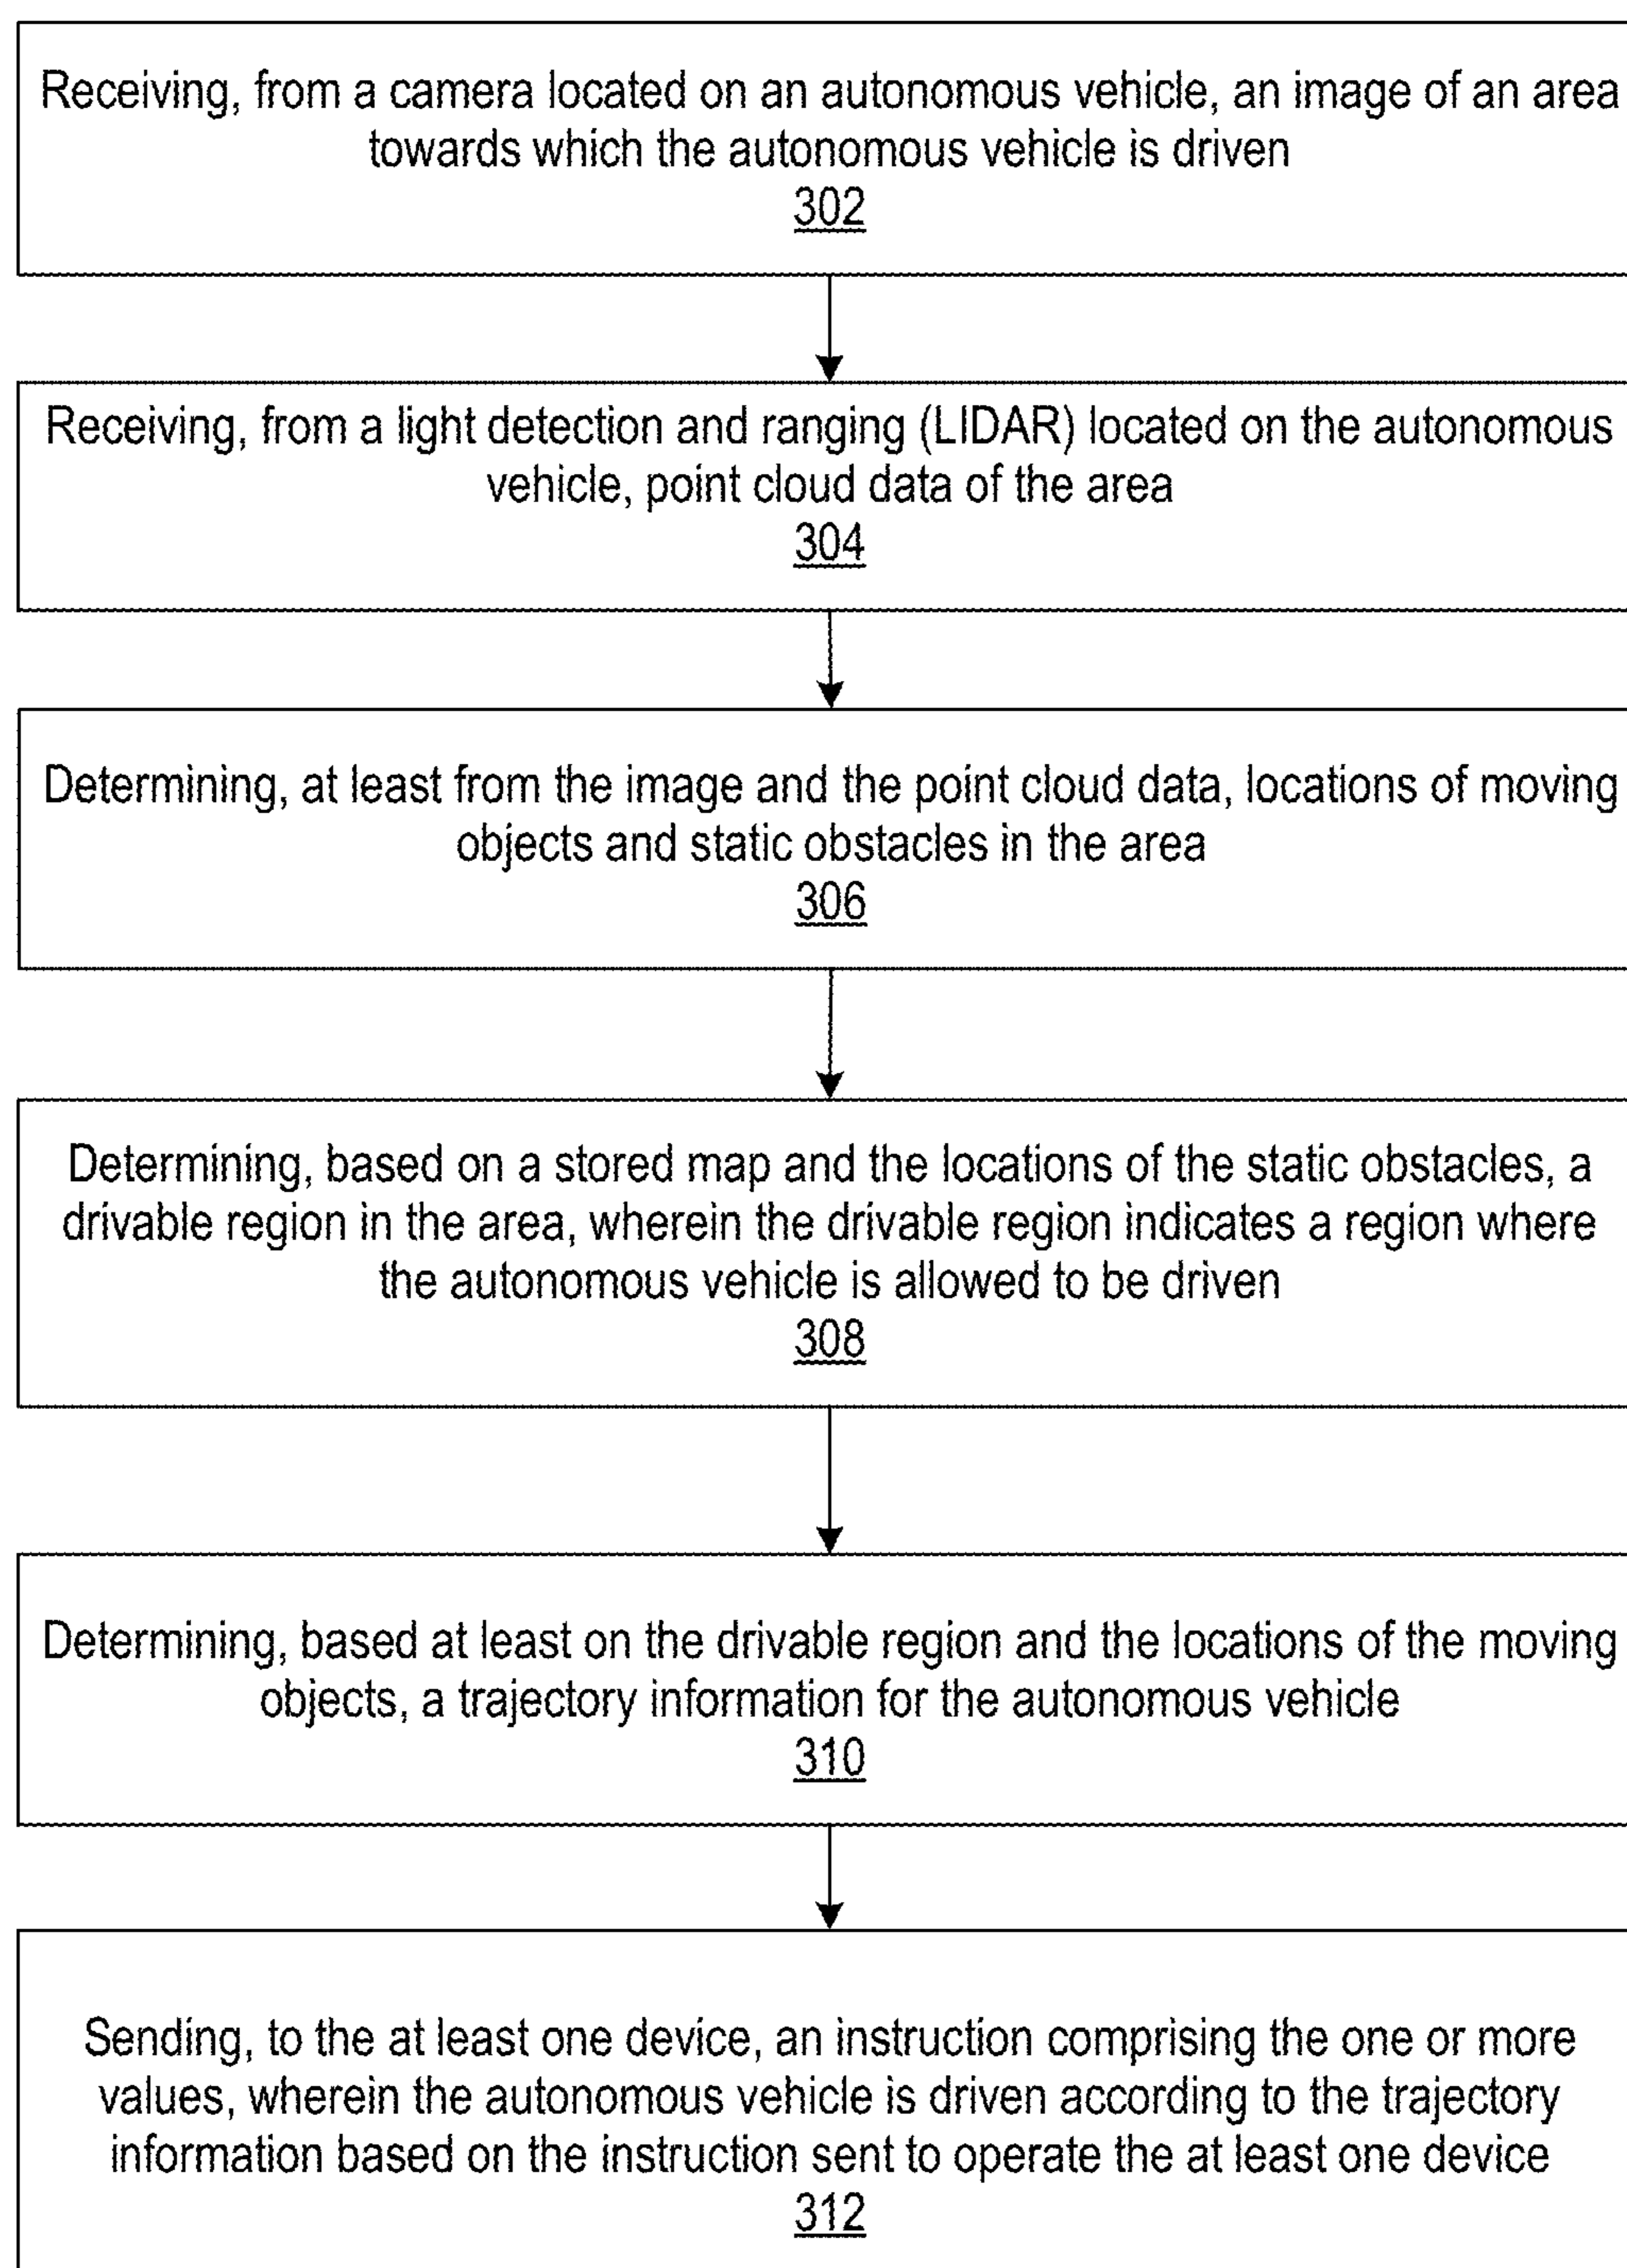 Receiving, from a camera located on an autonomous vehicle, an image of an area
towards which the autonomous vehicle is driven
302
Receiving, from a light detection and ranging (LIDAR) located on the autonomous
vehicle, point cloud data of the area
304
Determining, at least from the image and the point cloud data, locations of moving
objects and static obstacles in the area
306
Determining, based on a stored map and the locations of the static obstacles, a
drivable region in the area, wherein the drivable region indicates a region where
the autonomous vehicle is allowed to be driven
308
Determining, based at least on the drivable region and the locations of the moving
objects, a trajectory information for the autonomous vehicle
310
Sending, to the at least one device, an instruction comprising the one or more
values, wherein the autonomous vehicle is driven according to the trajectory
information based on the instruction sent to operate the at least one device
312